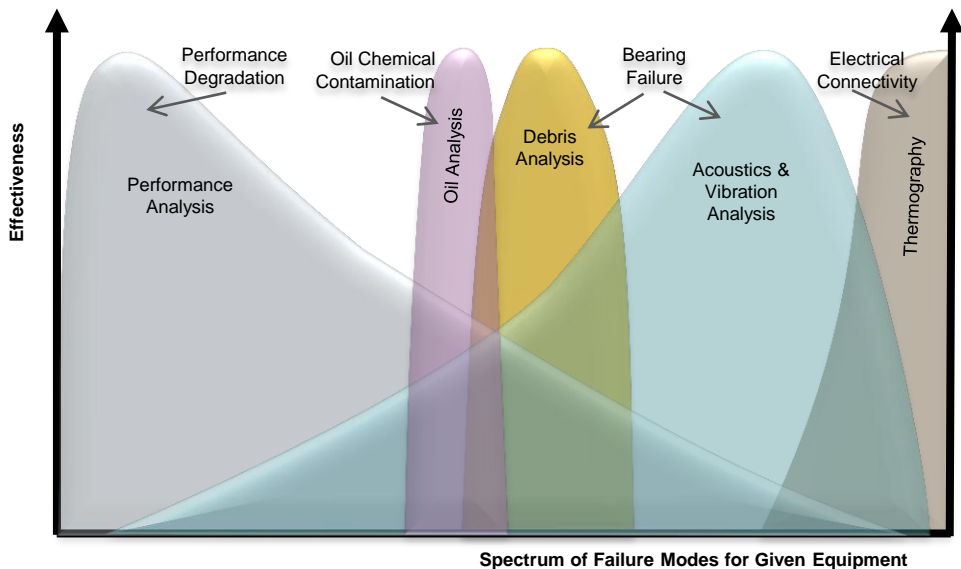 Performance
Degradation
Oil Chemical
Contamination
Bearing
Failure
Electrical
Connectivity
Effectiveness
Performance
Analysis
Oil Analysis
Debris
Analysis
Acoustics &
Vibration
Analysis
Thermography
Spectrum of Failure Modes for Given Equipment